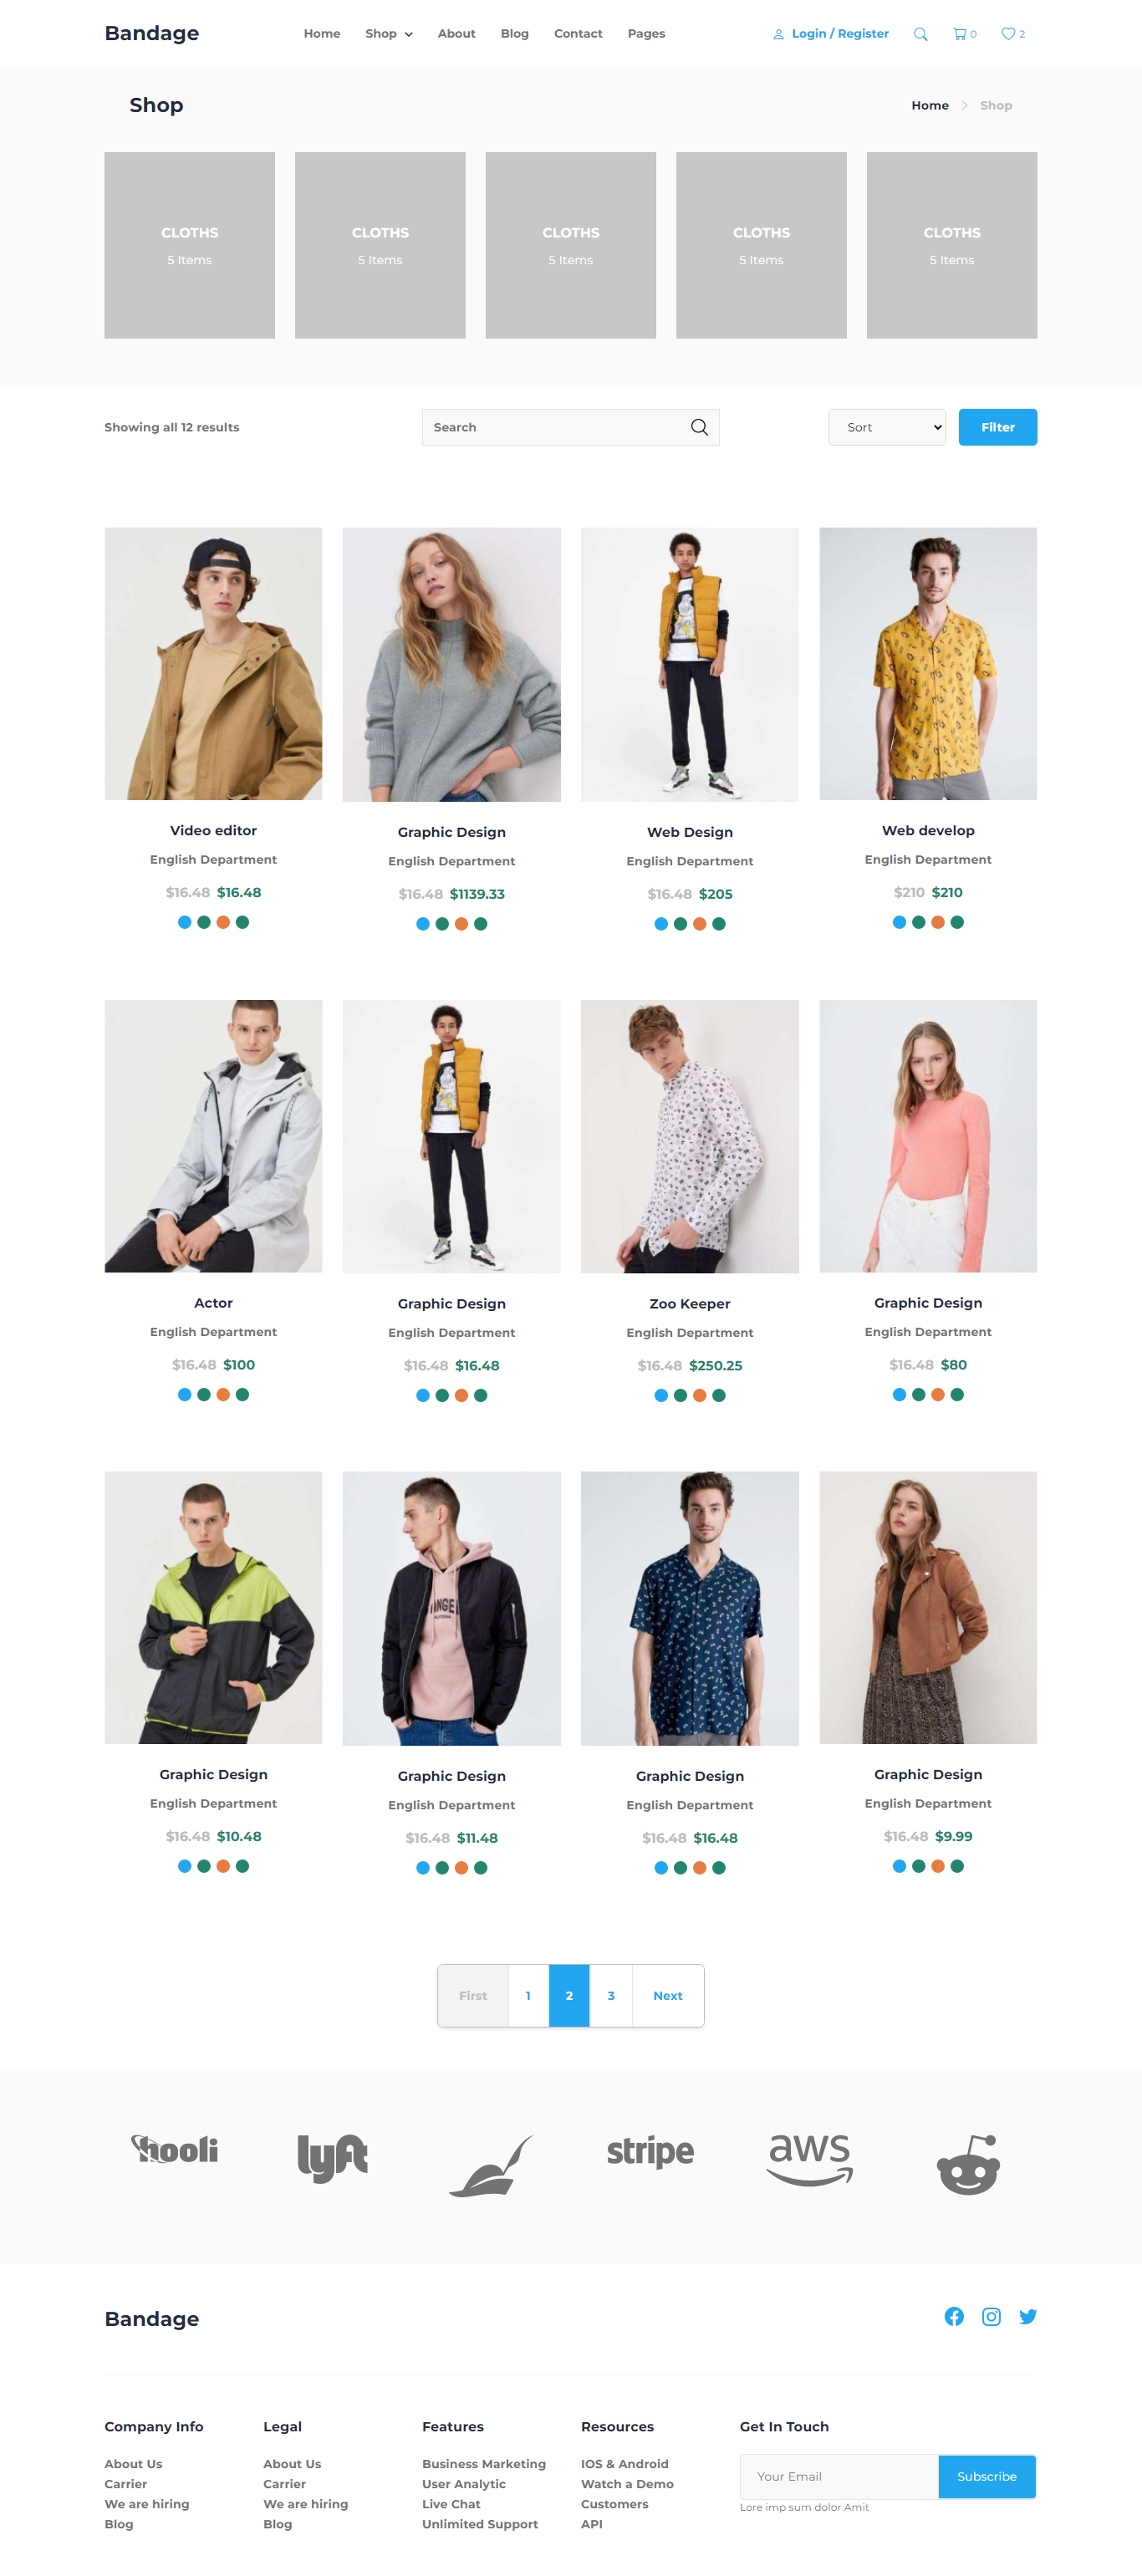 Bandage
Home Shop About Blog Contact Pages
Login / Register
0
2
Shop
Home Shop
CLOTHS
5 Items
CLOTHS
5 Items
CLOTHS
5 Items
CLOTHS
5 Items
CLOTHS
5 Items
Showing all 12 results
Search
Sort
Filter
Video editor
English Department
$16.48 $16.48
Graphic Design
English Department
$16.48 $1139.33
Web Design
English Department
$16.48 $205
Web develop
English Department
$210 $210
Actor
English Department
$16.48 $100
Graphic Design
English Department
$16.48 $16.48
Zoo Keeper
English Department
$16.48 $250.25
Graphic Design
English Department
$16.48 $80
Graphic Design
English Department
$16.48 $10.48
Graphic Design
English Department
$16.48 $11.48
Graphic Design
English Department
$16.48 $16.48
Graphic Design
English Department
$16.48 $9.99
First 1 2 3 Next
hooli
lyft
stripe
aws
Bandage
Company Info
About Us
Carrier
We are hiring
Blog
Legal
About Us
Carrier
We are hiring
Blog
Features
Business Marketing
User Analytic
Live Chat
Unlimited Support
Resources
IOS & Android
Watch a Demo
Customers
API
Get In Touch
Your Email
Subscribe
Lore imp sum dolor Amit